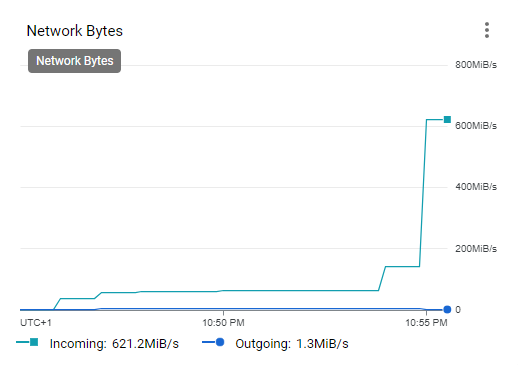 Network Bytes
Network Bytes
800MiB/s
600MiB/s
400MiB/s
200MiB/s
0
UTC+1 10:50 PM 10:55 PM
Incoming: 621.2MiB/s Outgoing: 1.3MiB/s